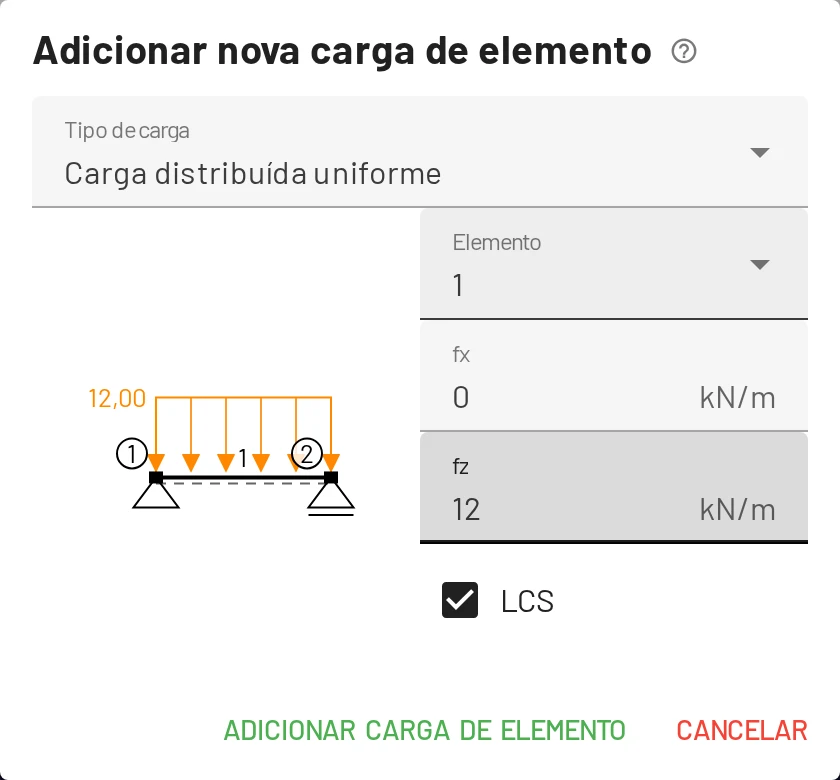 Adicionar nova carga de elemento ?
Tipo de carga
Carga distribuída uniforme
Elemento
1
fx
0 kN/m
12,00
1 1 2
fz
12 kN/m
LCS
ADICIONAR CARGA DE ELEMENTO CANCELAR